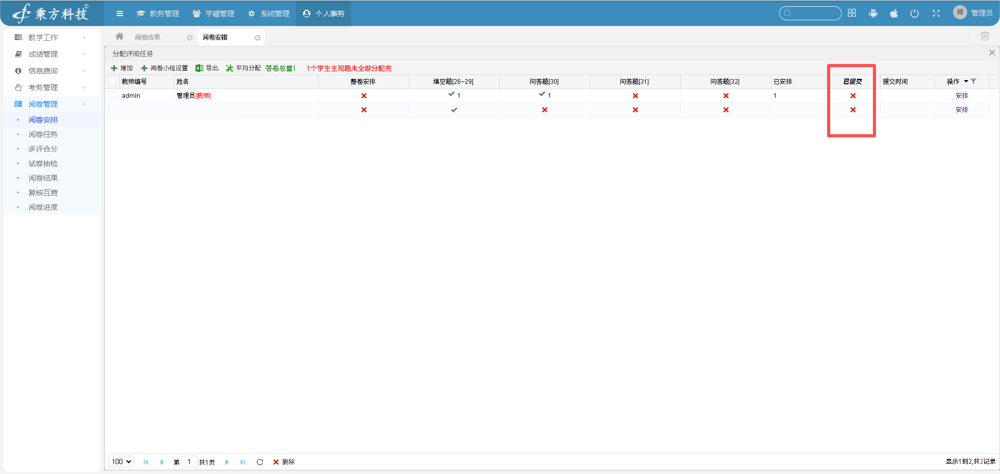 乘方科技
教务管理 学籍管理 系统管理 个人事务
师 管理员
教学工作
成绩管理
信息查询
考务管理
阅卷管理
阅卷安排
阅卷任务
多评合分
试卷抽检
阅卷结果
复核互查
阅卷进度
阅卷结果 阅卷安排
分配评阅任务
增加 阅卷小组设置 导出 平均分配 答卷总量1 1个学生主观题未全部分配完
教师编号 姓名 整卷安排 填空题[26~29] 问答题[30] 问答题[31] 问答题[32] 已安排 已提交 提交时间 操作
admin 管理员[教师] 1 1 1 安排
安排
100 第 1 共1页 删除 显示1到2,共2记录